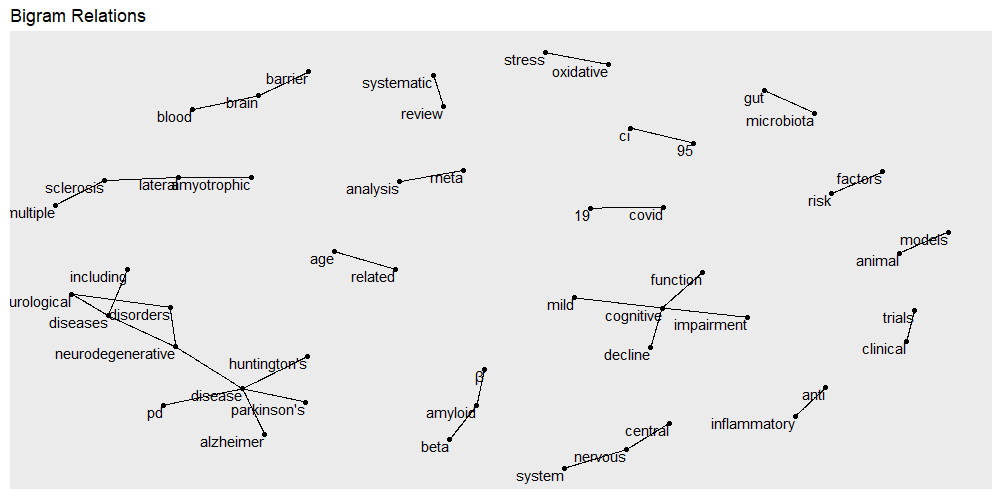 Bigram Relations
stress
oxidative
barrier
systematic
brain
gut
blood
review
microbiota
ci
95
sclerosis
lateral
amyotrophic
analysis
meta
factors
risk
multiple
19
covid
models
age
animal
related
including
function
urological
mild
diseases
disorders
cognitive
impairment
trials
neurodegenerative
decline
clinical
huntington's
β
disease
pd
parkinson's
amyloid
anti
alzheimer
beta
central
inflammatory
nervous
system